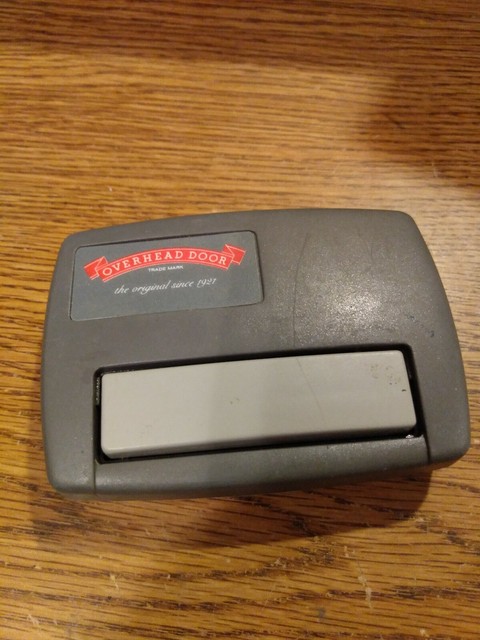 OVERHEAD DOOR
TRADE MARK
the original since 1921